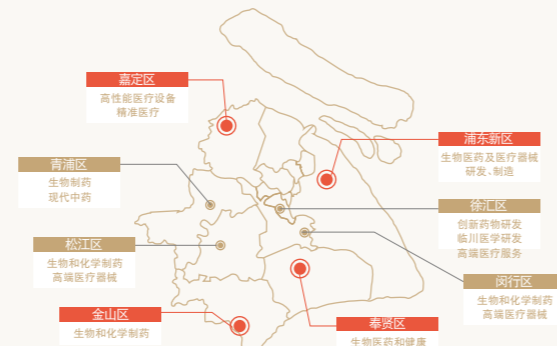 嘉定区
高性能医疗设备
精准医疗
浦东新区
生物医药及医疗器械
研发、制造
青浦区
生物制药
现代中药
徐汇区
创新药物研发
临川医学研发
高端医疗服务
松江区
生物和化学制药
高端医疗器械
闵行区
生物和化学制药
高端医疗器械
金山区
生物和化学制药
奉贤区
生物医药和健康